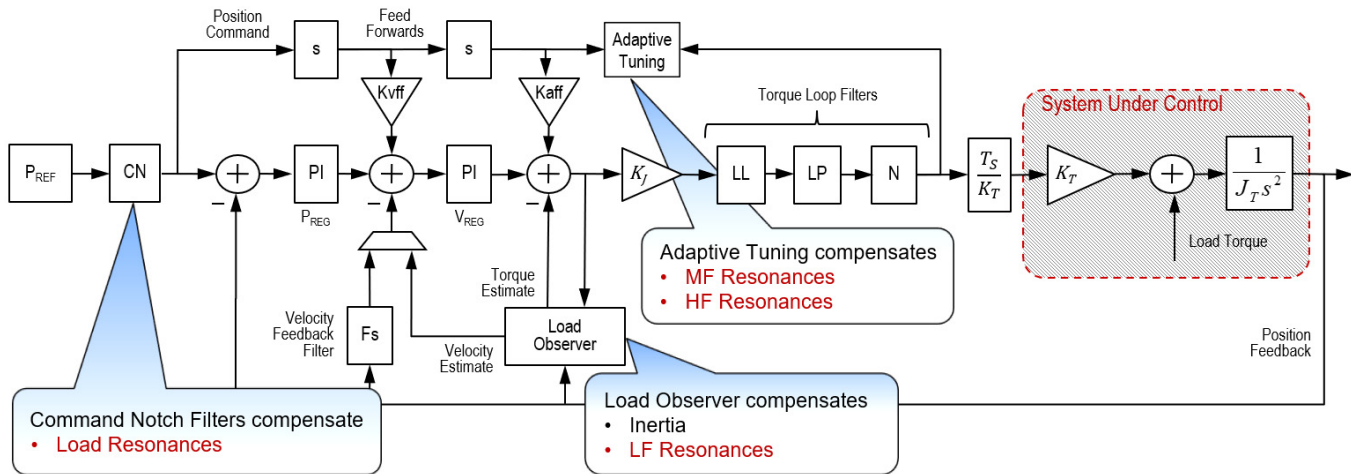 Position
Command
Feed
Forwards
s
s
Adaptive
Tuning
Kvff
Kaff
Torque Loop Filters
System Under Control
P_REF
CN
+
−
PI
P_REG
+
−
PI
V_REG
+
−
K_J
LL
LP
N
T_S
K_T
K_T
+
1
J_T s²
Load Torque
Adaptive Tuning compensates
• MF Resonances
• HF Resonances
Torque
Estimate
Velocity
Feedback
Filter
Fs
Velocity
Estimate
Load
Observer
Position
Feedback
Command Notch Filters compensate
• Load Resonances
Load Observer compensates
• Inertia
• LF Resonances